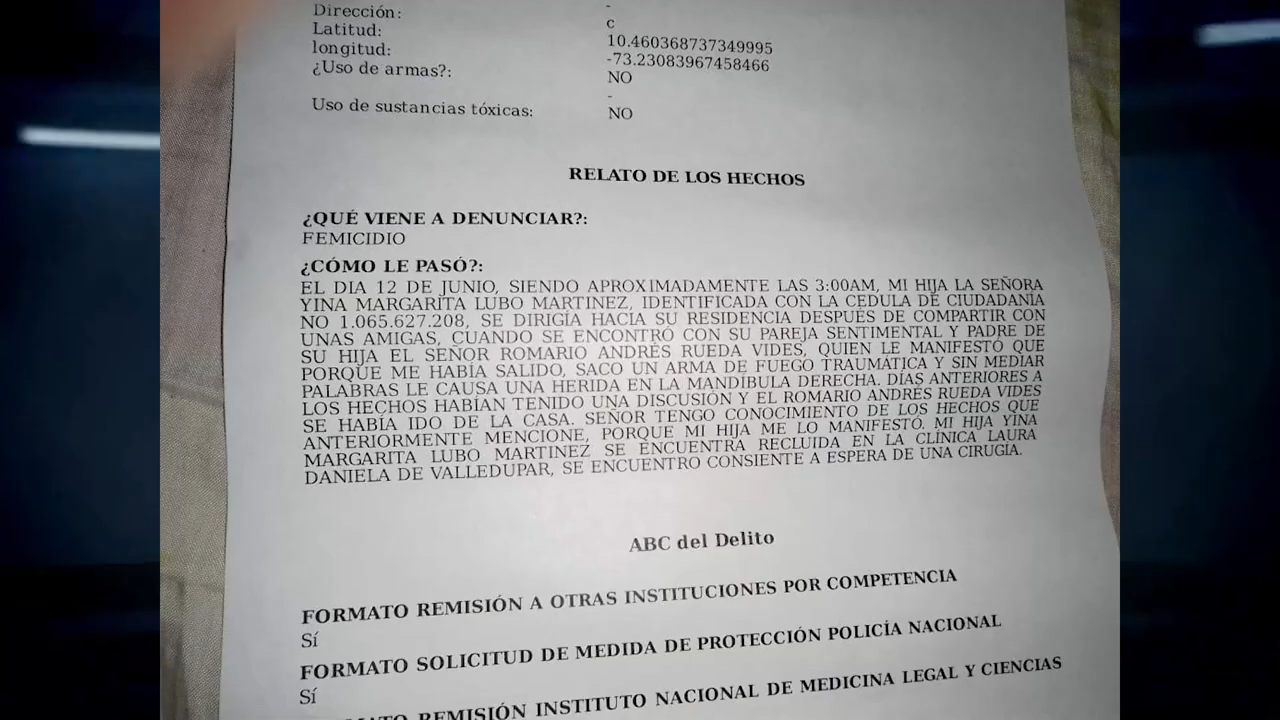 Dirección:
-
Latitud:
c
longitud:
10.460368737349995
¿Uso de armas?:
-73.23083967458466
NO
-
Uso de sustancias tóxicas:
NO
RELATO DE LOS HECHOS
¿QUÉ VIENE A DENUNCIAR?:
FEMICIDIO
¿CÓMO LE PASÓ?:
EL DIA 12 DE JUNIO, SIENDO APROXIMADAMENTE LAS 3:00AM, MI HIJA LA SEÑORA
YINA MARGARITA LUBO MARTINEZ, IDENTIFICADA CON LA CEDULA DE CIUDADANÍA
NO 1.065.627.208, SE DIRIGÍA HACÍA SU RESIDENCIA DESPUÉS DE COMPARTIR CON
UNAS AMIGAS, CUANDO SE ENCONTRÓ CON SU PAREJA SENTIMENTAL Y PADRE DE
SU HIJA EL SEÑOR ROMARIO ANDRÉS RUEDA VIDES, QUIEN LE MANIFESTÓ QUE
PORQUE ME HABÍA SALIDO, SACO UN ARMA DE FUEGO TRAUMÁTICA Y SIN MEDIAR
PALABRAS LE CAUSA UNA HERIDA EN LA MANDÍBULA DERECHA. DÍAS ANTERIORES A
LOS HECHOS HABÍAN TENIDO UNA DISCUSIÓN Y EL ROMARIO ANDRÉS RUEDA VIDES
SE HABÍA IDO DE LA CASA. SEÑOR TENGO CONOCIMIENTO DE LOS HECHOS QUE
ANTERIORMENTE MENCIONE, PORQUE MI HIJA ME LO MANIFESTÓ. MI HIJA YINA
MARGARITA LUBO MARTINEZ SE ENCUENTRA RECLUIDA EN LA CLÍNICA LAURA
DANIELA DE VALLEDUPAR, SE ENCUENTRO CONSIENTE A ESPERA DE UNA CIRUGÍA.
ABC del Delito
FORMATO REMISIÓN A OTRAS INSTITUCIONES POR COMPETENCIA
Sí
FORMATO SOLICITUD DE MEDIDA DE PROTECCIÓN POLICÍA NACIONAL
Sí
REMISIÓN INSTITUTO NACIONAL DE MEDICINA LEGAL Y CIENCIAS